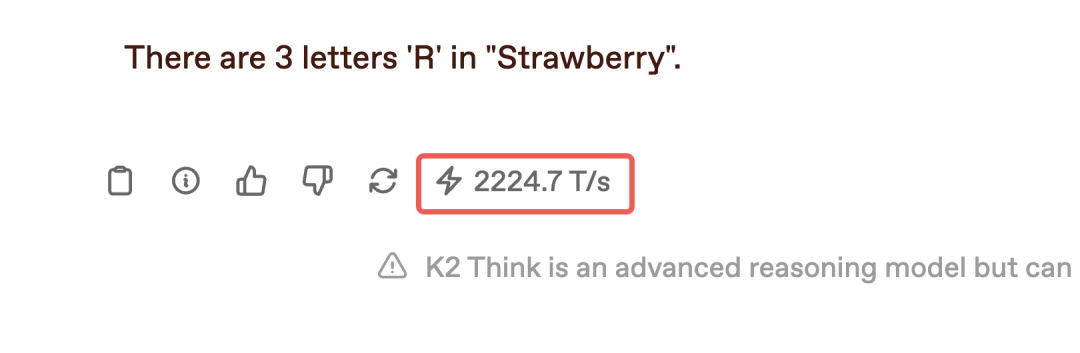 There are 3 letters 'R' in "Strawberry".
2224.7 T/s
K2 Think is an advanced reasoning model but can